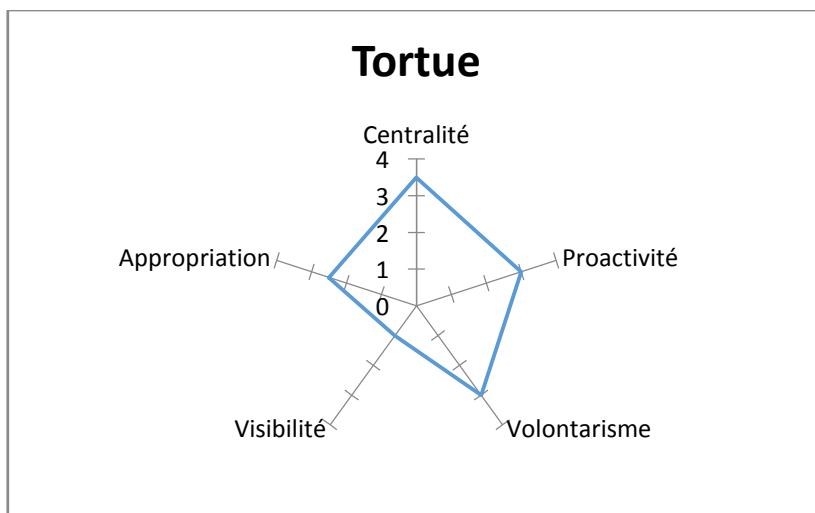 Tortue
Centralité
4
3
2
1
0
Appropriation
Proactivité
Visibilité
Volontarisme